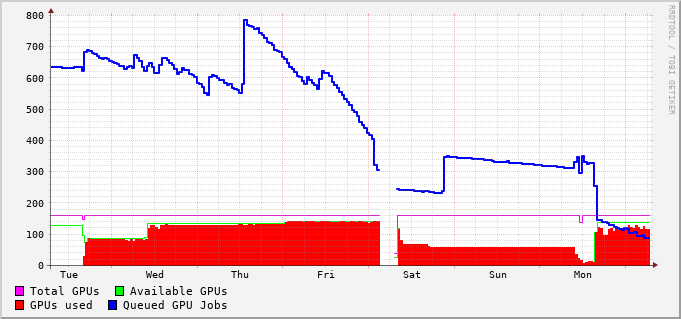 800
700
600
500
400
300
200
100
0
Tue Wed Thu Fri Sat Sun Mon
Total GPUs Available GPUs
GPUs used Queued GPU Jobs
RRDTOOL / TOBI OETIKER